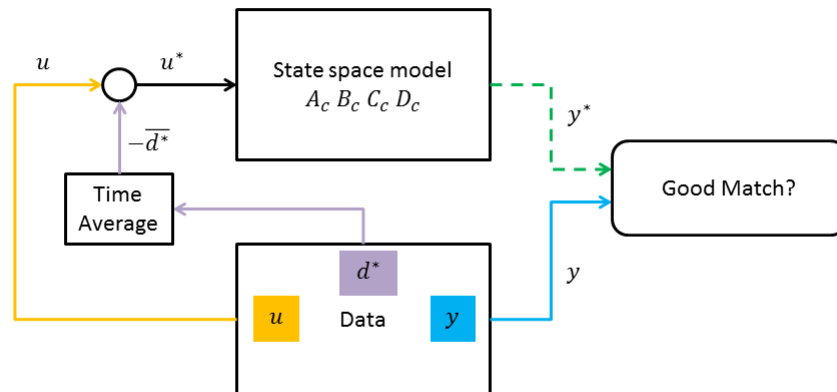 u
u*
State space model
A_c B_c C_c D_c
y*
−d̅*̅
Time
Average
Good Match?
d*
y
u
Data
y